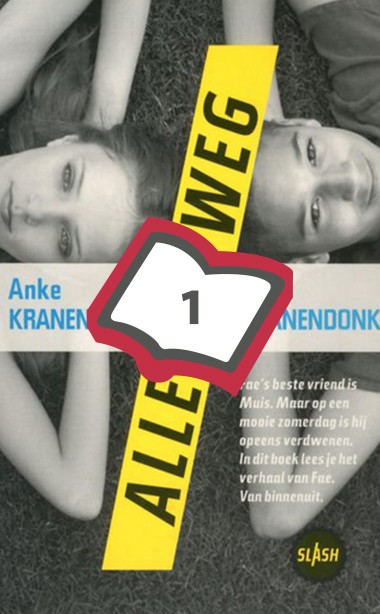 ALLE
WEG
Anke
KRANEN
ANENDONK
1
Fae's beste vriend is
Muis. Maar op een
mooie zomerdag is hij
opeens verdwenen.
In dit boek lees je het
verhaal van Fae.
Van binnenuit.
SLASH